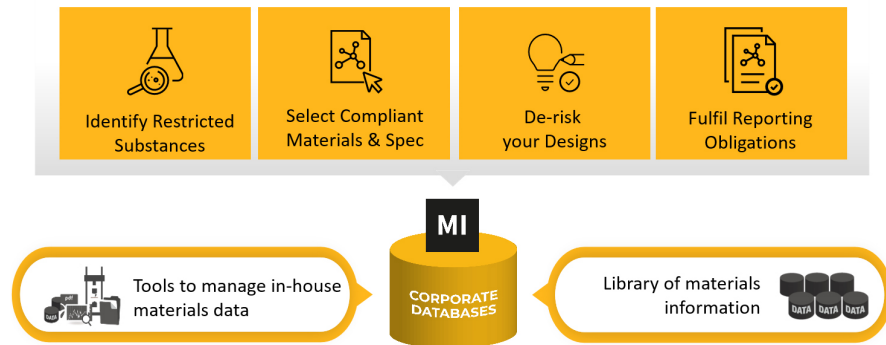 Identify Restricted
Substances
Select Compliant
Materials & Spec
De-risk
your Designs
Fulfil Reporting
Obligations
MI
Tools to manage in-house
materials data
pdf
DATA
CORPORATE
DATABASES
Library of materials
information
DATA
DATA
DATA